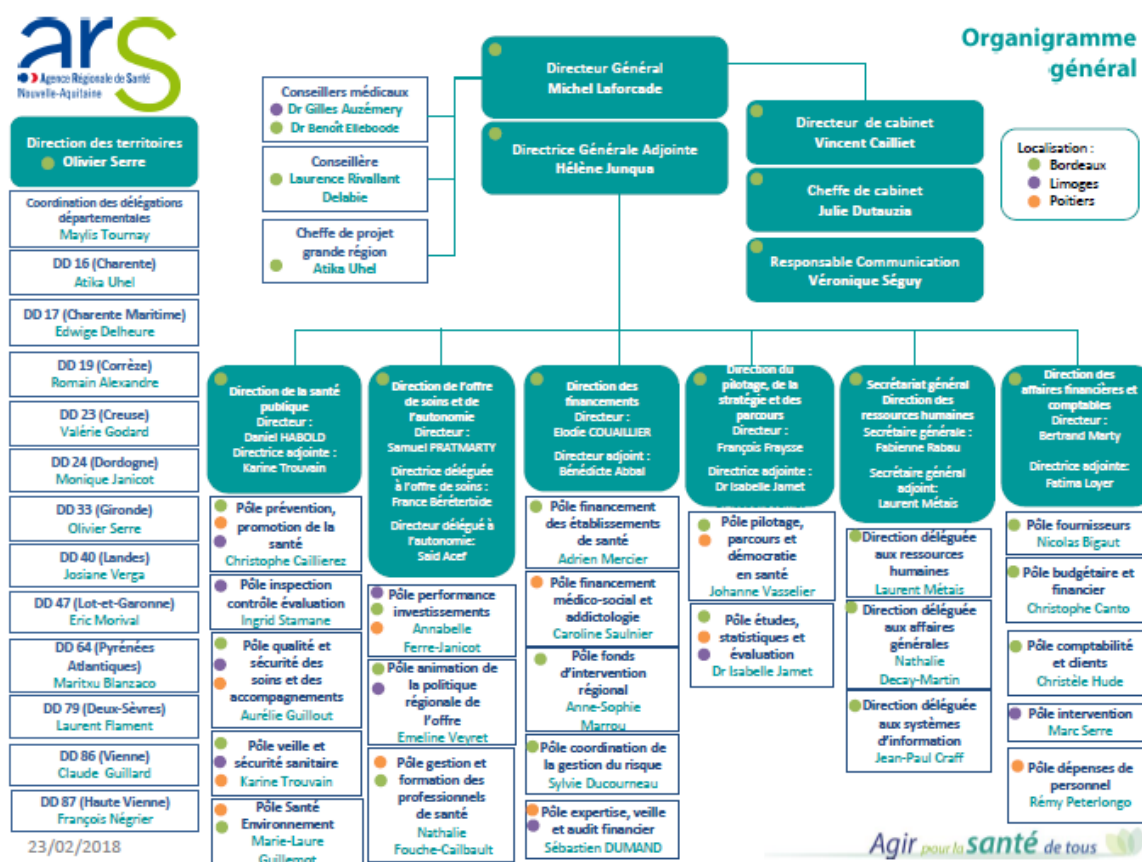 ars
Agence Régionale de Santé
Nouvelle-Aquitaine
Organigramme
général
Directeur Général
Michel Laforcade
Directrice Générale Adjointe
Hélène Junqua
Conseillers médicaux
Dr Gilles Auzémery
Dr Benoît Elleboode
Conseillère
Laurence Rivallant
Delabie
Cheffe de projet
grande région
Atika Uhel
Directeur de cabinet
Vincent Cailliet
Cheffe de cabinet
Julie Dutauzia
Responsable Communication
Véronique Séguy
Localisation :
Bordeaux
Limoges
Poitiers
Direction des territoires
Olivier Serre
Coordination des délégations
départementales
Maylis Tournay
DD 16 (Charente)
Atika Uhel
DD 17 (Charente Maritime)
Edwige Delheure
DD 19 (Corrèze)
Romain Alexandre
DD 23 (Creuse)
Valérie Godard
DD 24 (Dordogne)
Monique Janicot
DD 33 (Gironde)
Olivier Serre
DD 40 (Landes)
Josiane Verga
DD 47 (Lot-et-Garonne)
Eric Morival
DD 64 (Pyrénées
Atlantiques)
Maritxu Blanzaco
DD 79 (Deux-Sèvres)
Laurent Flament
DD 86 (Vienne)
Claude Guillard
DD 87 (Haute Vienne)
François Négrier
Direction de la santé
publique
Directeur :
Daniel HABOLD
Directrice adjointe :
Karine Trouvain
Pôle prévention,
promotion de la
santé
Christophe Caillierez
Pôle inspection
contrôle évaluation
Ingrid Stamane
Pôle qualité et
sécurité des
soins et des
accompagnements
Aurélie Guillout
Pôle veille et
sécurité sanitaire
Karine Trouvain
Pôle Santé
Environnement
Marie-Laure
Guillemot
Direction de l'offre
de soins et de
l'autonomie
Directeur :
Samuel PRATMARTY
Directrice déléguée
à l'offre de soins :
France Béréterbide
Directeur délégué à
l'autonomie:
Saïd Acef
Pôle performance
investissements
Annabelle
Ferre-Janicot
Pôle animation de
la politique
régionale de
l'offre
Emeline Veyret
Pôle gestion et
formation des
professionnels
de santé
Nathalie
Fouche-Cailbault
Direction des
financements
Directeur :
Elodie COUAILLIER
Directeur adjoint :
Bénédicte Abbal
Pôle financement
des établissements
de santé
Adrien Mercier
Pôle financement
médico-social et
addictologie
Caroline Saulnier
Pôle fonds
d'intervention
régional
Anne-Sophie
Marrou
Pôle coordination de
la gestion du risque
Sylvie Ducourneau
Pôle expertise, veille
et audit financier
Sébastien DUMAND
Direction du
pilotage, de la
stratégie et des
parcours
Directeur :
François Fraysse
Directrice adjointe :
Dr Isabelle Jamet
Pôle pilotage,
parcours et
démocratie
en santé
Johanne Vasselier
Pôle études,
statistiques et
évaluation
Dr Isabelle Jamet
Secrétariat général
Direction des
ressources humaines
Secrétaire générale :
Fabienne Rabau
Secrétaire général
adjoint:
Laurent Métais
Direction déléguée
aux ressources
humaines
Laurent Métais
Direction déléguée
aux affaires
générales
Nathalie
Decay-Martin
Direction déléguée
aux systèmes
d'information
Jean-Paul Craff
Direction des
affaires financières et
comptables
Directeur :
Bertrand Marty
Directrice adjointe:
Fatima Loyer
Pôle fournisseurs
Nicolas Bigaut
Pôle budgétaire et
financier
Christophe Canto
Pôle comptabilité
et clients
Christèle Hude
Pôle intervention
Marc Serre
Pôle dépenses de
personnel
Rémy Peterlongo
23/02/2018
Agir pour la santé de tous